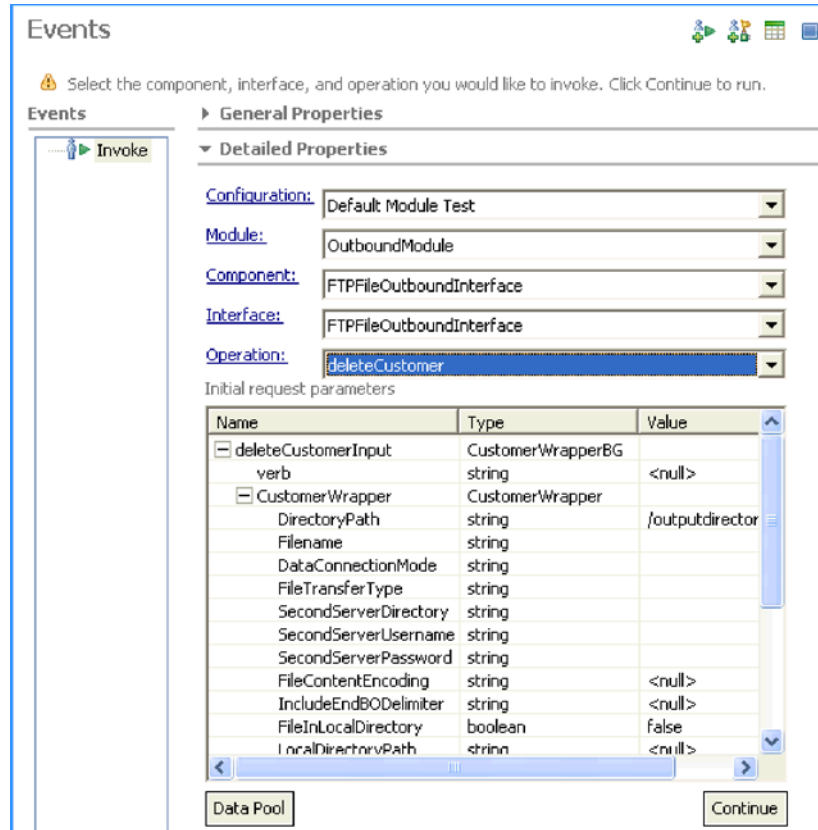 Events
Select the component, interface, and operation you would like to invoke. Click Continue to run.
Events
General Properties
Invoke
Detailed Properties
Configuration: Default Module Test
Module: OutboundModule
Component: FTPFileOutboundInterface
Interface: FTPFileOutboundInterface
Operation: deleteCustomer
Initial request parameters
Name Type Value
deleteCustomerInput CustomerWrapperBG
verb string <null>
CustomerWrapper CustomerWrapper
DirectoryPath string /outputdirector
Filename string
DataConnectionMode string
FileTransferType string
SecondServerDirectory string
SecondServerUsername string
SecondServerPassword string
FileContentEncoding string <null>
IncludeEndBODelimiter string <null>
FileInLocalDirectory boolean false
LocalDirectoryPath string <null>
Data Pool Continue